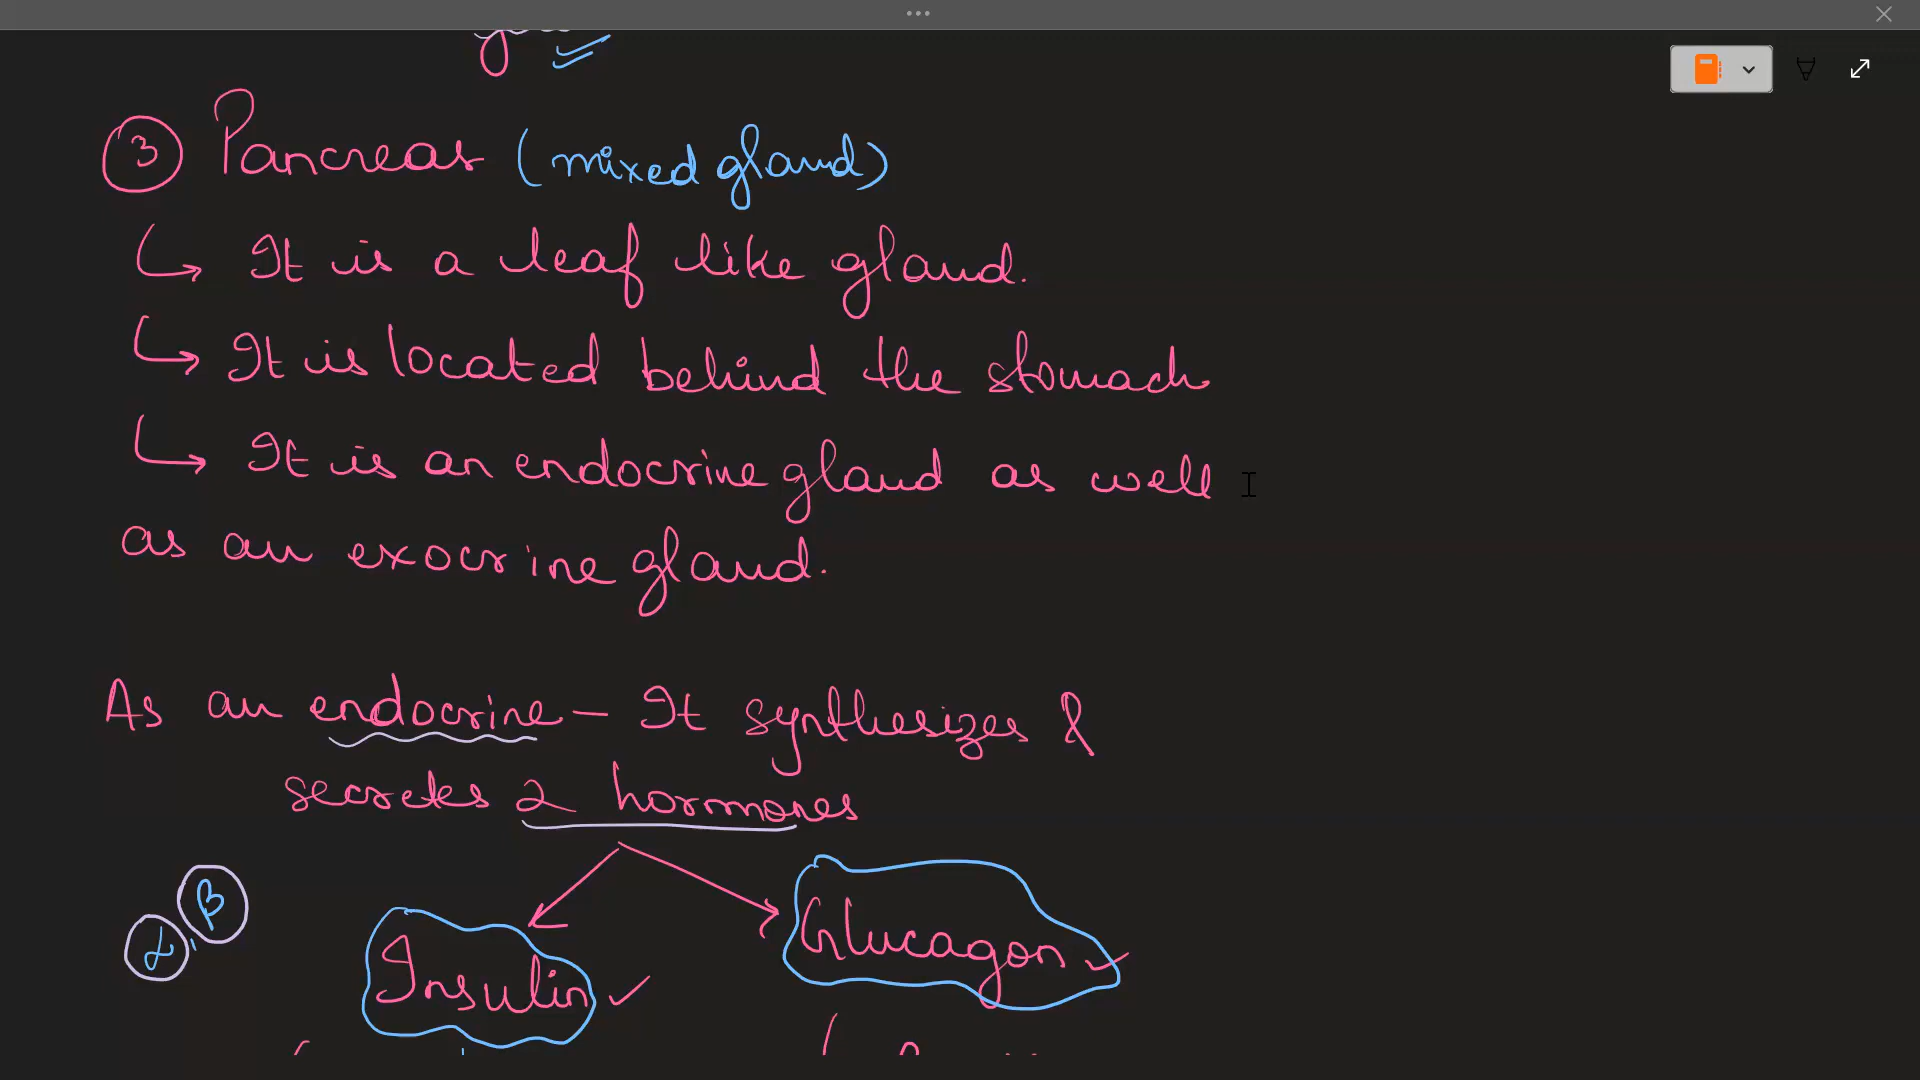 ③ Pancreas (mixed gland)
↳ It is a leaf like gland.
↳ It is located behind the stomach
↳ It is an endocrine gland as well
as an exocrine gland.
As an endocrine - It synthesizes &
secretes 2 hormones
α, β
Insulin ✓ Glucagon ✓